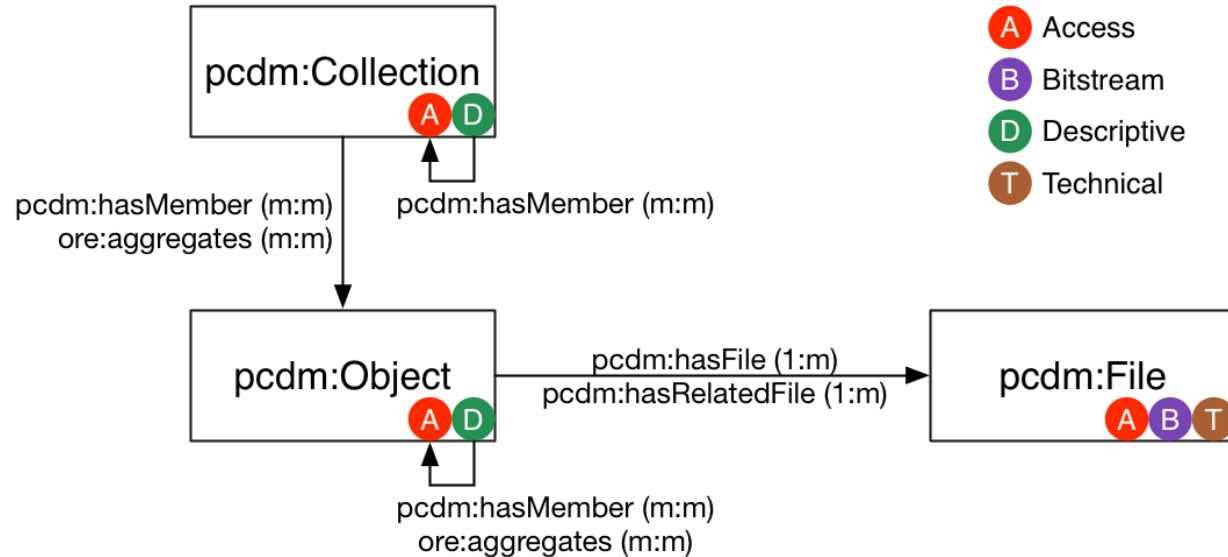 pcdm:Collection
A D
pcdm:hasMember (m:m)
pcdm:hasMember (m:m)
ore:aggregates (m:m)
A Access
B Bitstream
D Descriptive
T Technical
pcdm:Object
A D
pcdm:hasMember (m:m)
ore:aggregates (m:m)
pcdm:hasFile (1:m)
pcdm:hasRelatedFile (1:m)
pcdm:File
A B T